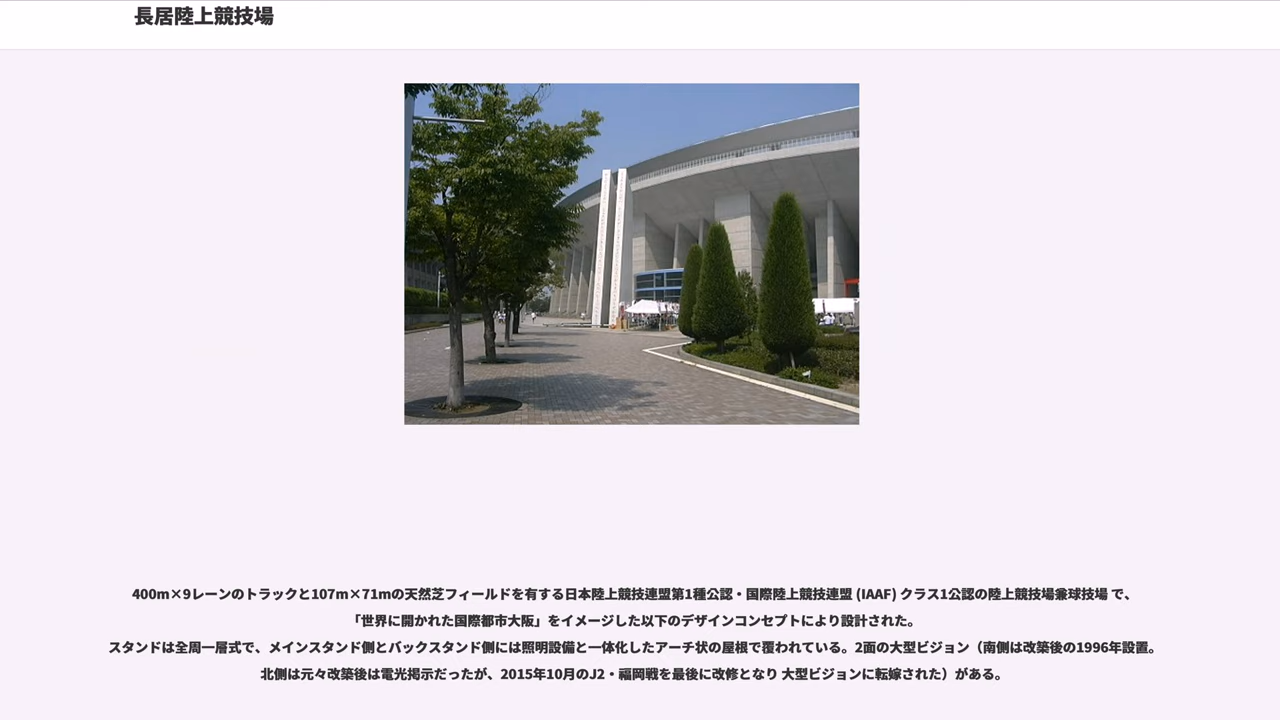 長居陸上競技場
400m×9レーンのトラックと107m×71mの天然芝フィールドを有する日本陸上競技連盟第1種公認・国際陸上競技連盟 (IAAF) クラス1公認の陸上競技場兼球技場 で、
「世界に開かれた国際都市大阪」をイメージした以下のデザインコンセプトにより設計された。
スタンドは全周一層式で、メインスタンド側とバックスタンド側には照明設備と一体化したアーチ状の屋根で覆われている。2面の大型ビジョン（南側は改築後の1996年設置。
北側は元々改築後は電光掲示だったが、2015年10月のJ2・福岡戦を最後に改修となり 大型ビジョンに転嫁された）がある。